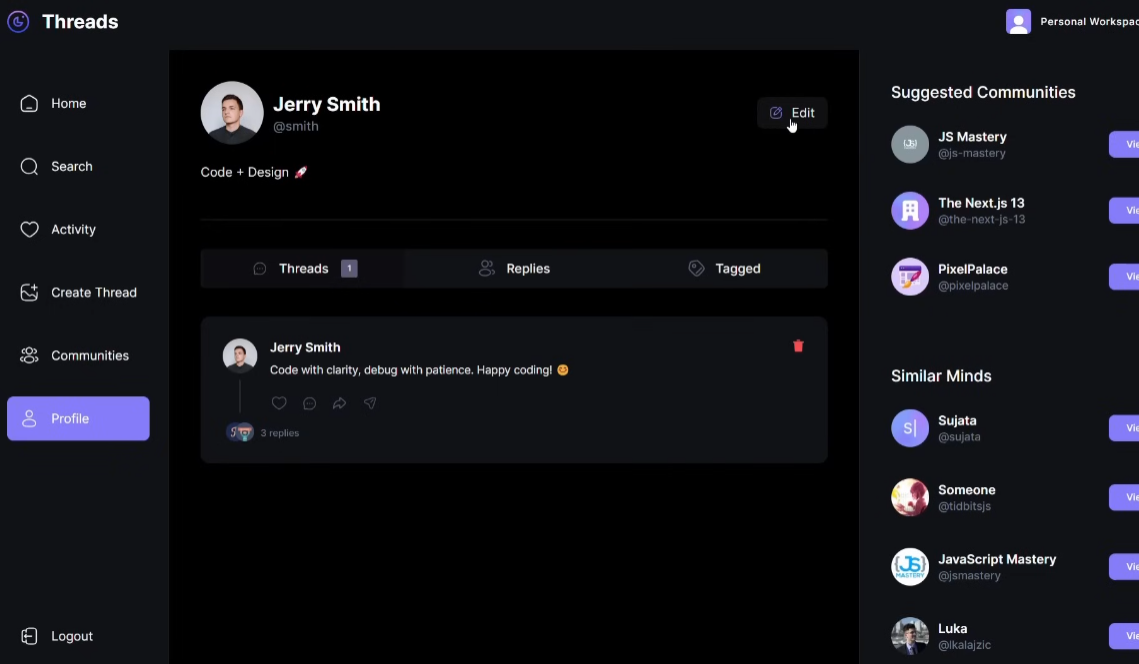 Threads
Personal Workspac
Home
Search
Activity
Create Thread
Communities
Profile
Logout
Jerry Smith
@smith
Edit
Code + Design 🚀
Threads 1
Replies
Tagged
Jerry Smith
Code with clarity, debug with patience. Happy coding! 😊
3 replies
Suggested Communities
JS Mastery
@js-mastery
Vie
The Next.js 13
@the-next-js-13
Vie
PixelPalace
@pixelpalace
Vie
Similar Minds
S|
Sujata
@sujata
Vie
Someone
@tidbitsjs
Vie
JS
MASTERY
JavaScript Mastery
@jsmastery
Vie
Luka
@lkalajzic
Vie